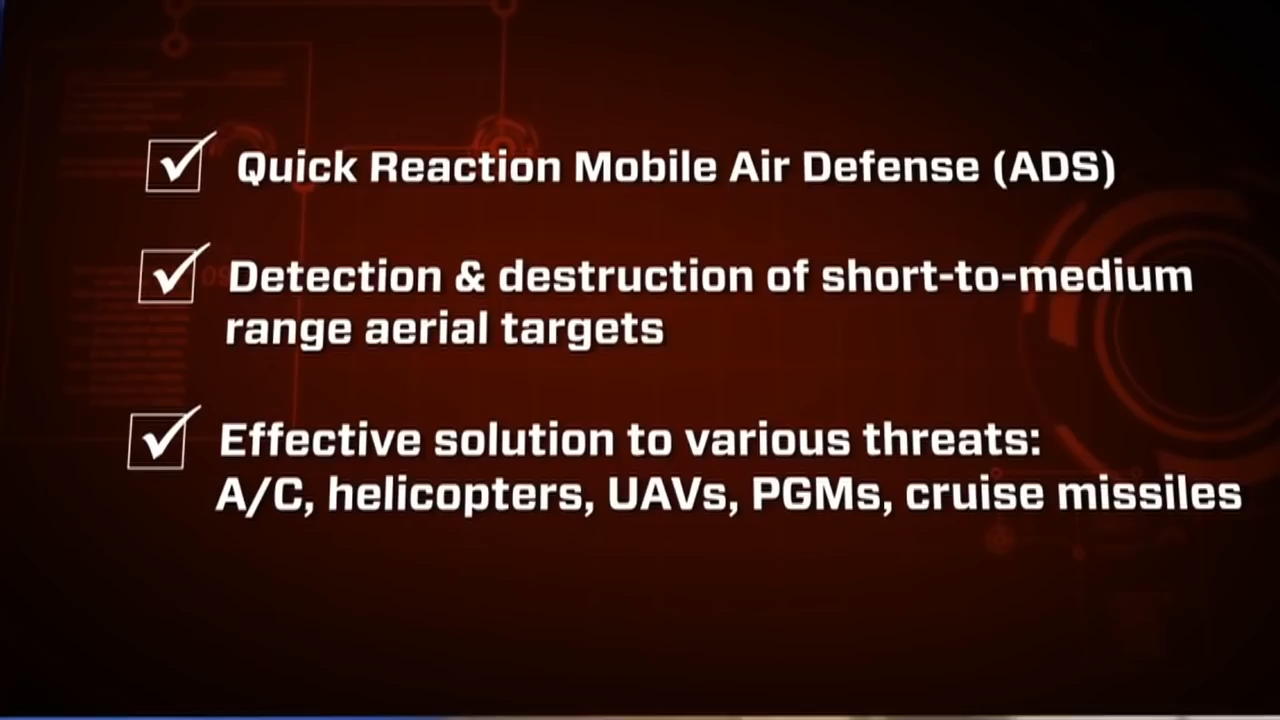 Quick Reaction Mobile Air Defense (ADS)
Detection & destruction of short-to-medium
range aerial targets
Effective solution to various threats:
A/C, helicopters, UAVs, PGMs, cruise missiles